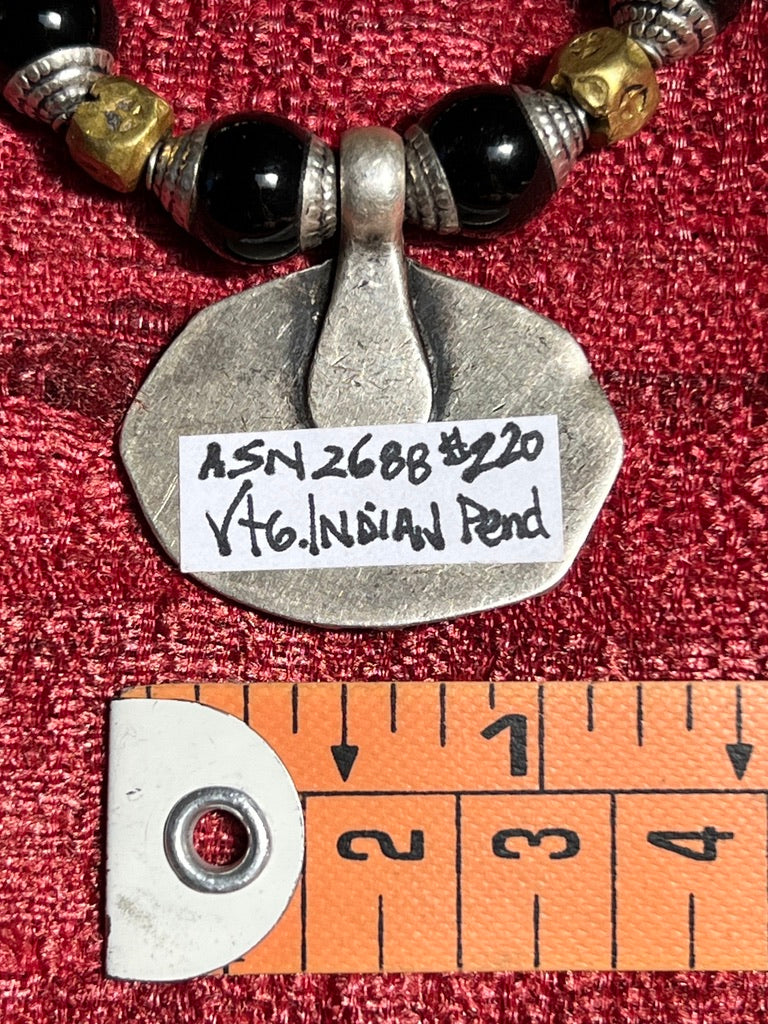 ASN 2688 $220
Vtg. INDIAN Pend
1
2 3 4